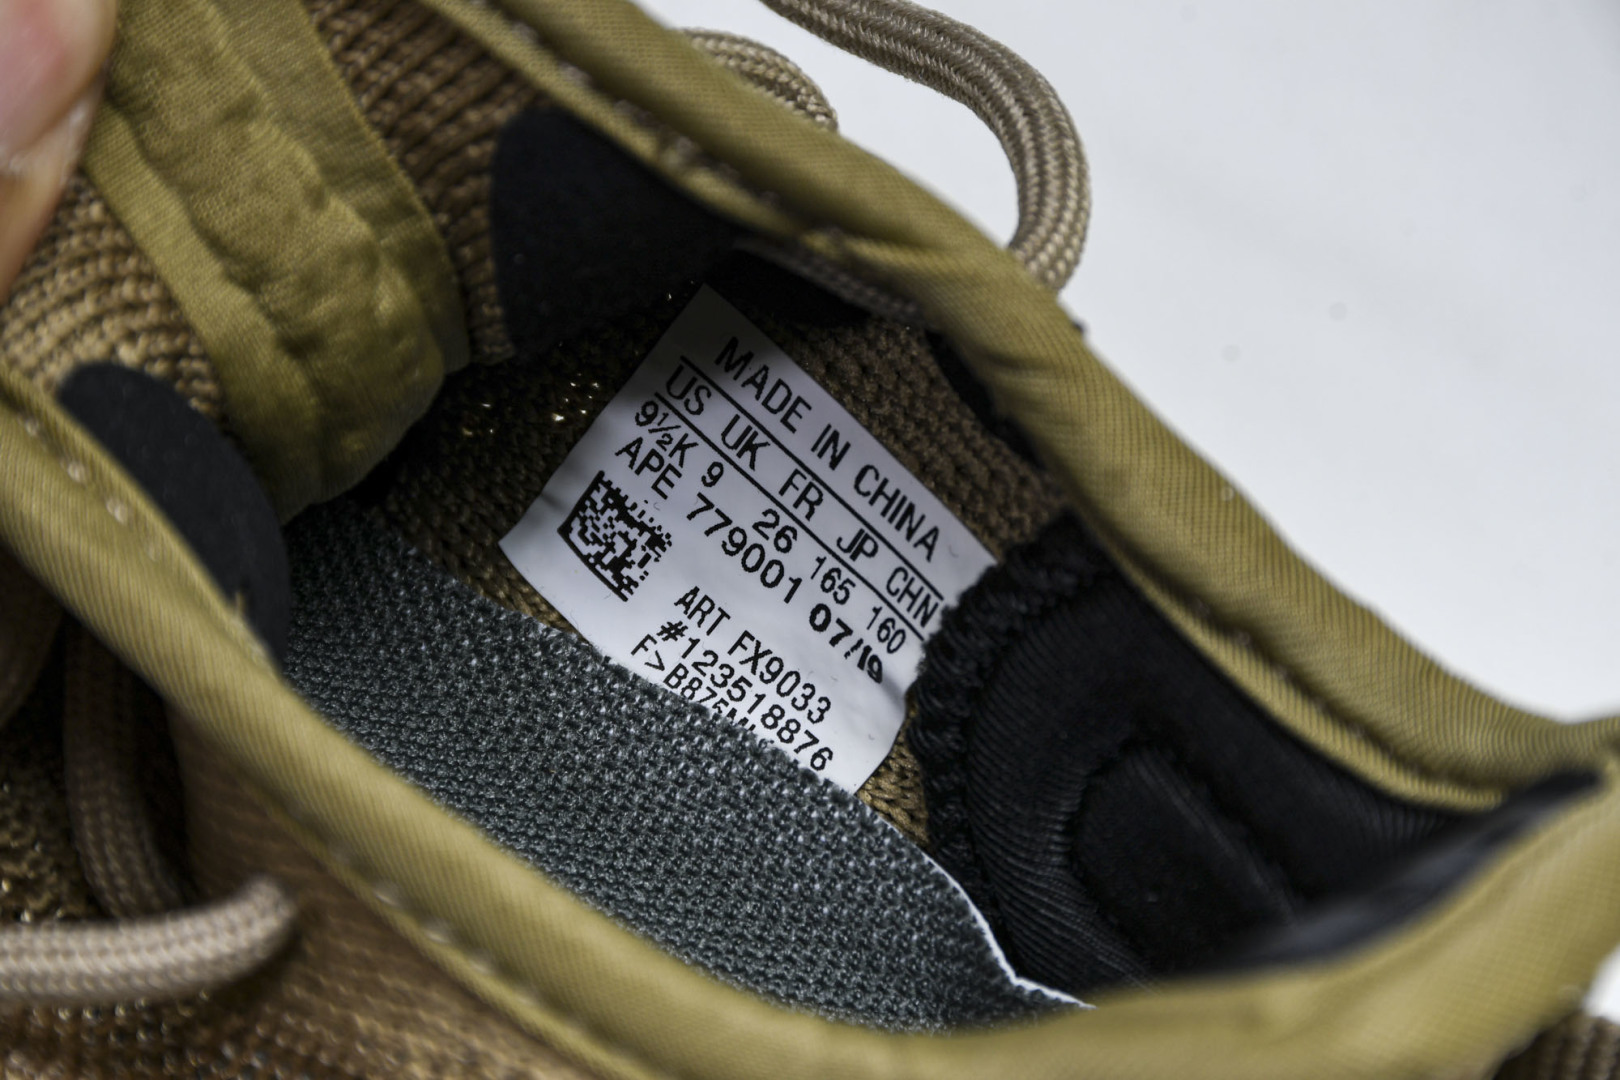 MADE IN CHINA
US UK FR JP CHN
9½K 9 26 165 160
APE 779001 07/19
ART FX9033
#123518876
F>B875M